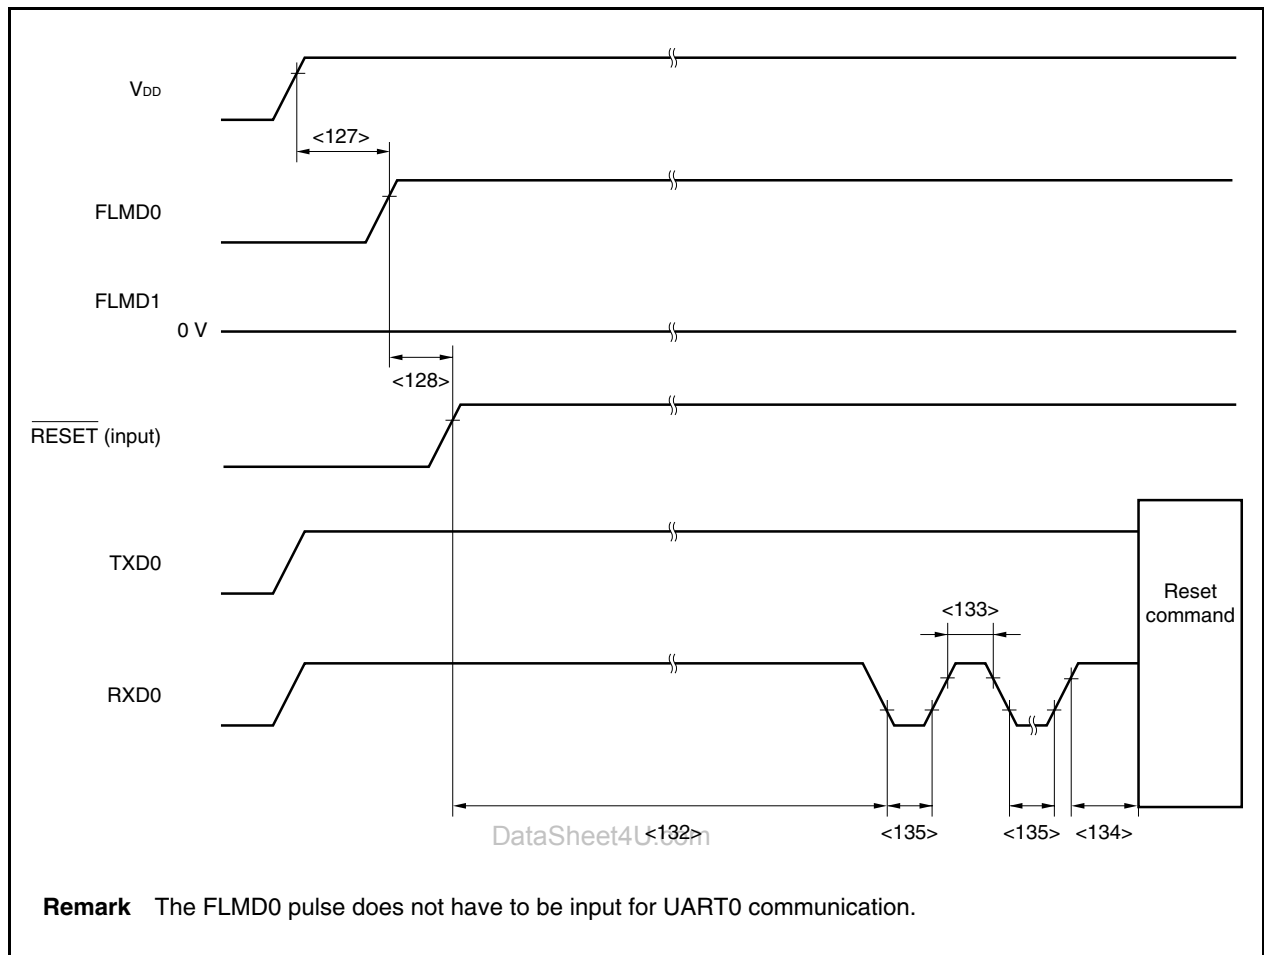 VDD
<127>
FLMD0
FLMD1
0 V
<128>
RESET (input)
TXD0
Reset
command
<133>
RXD0
DataSheet4U.com
<132>
<135>
<135>
<134>
Remark The FLMD0 pulse does not have to be input for UART0 communication.